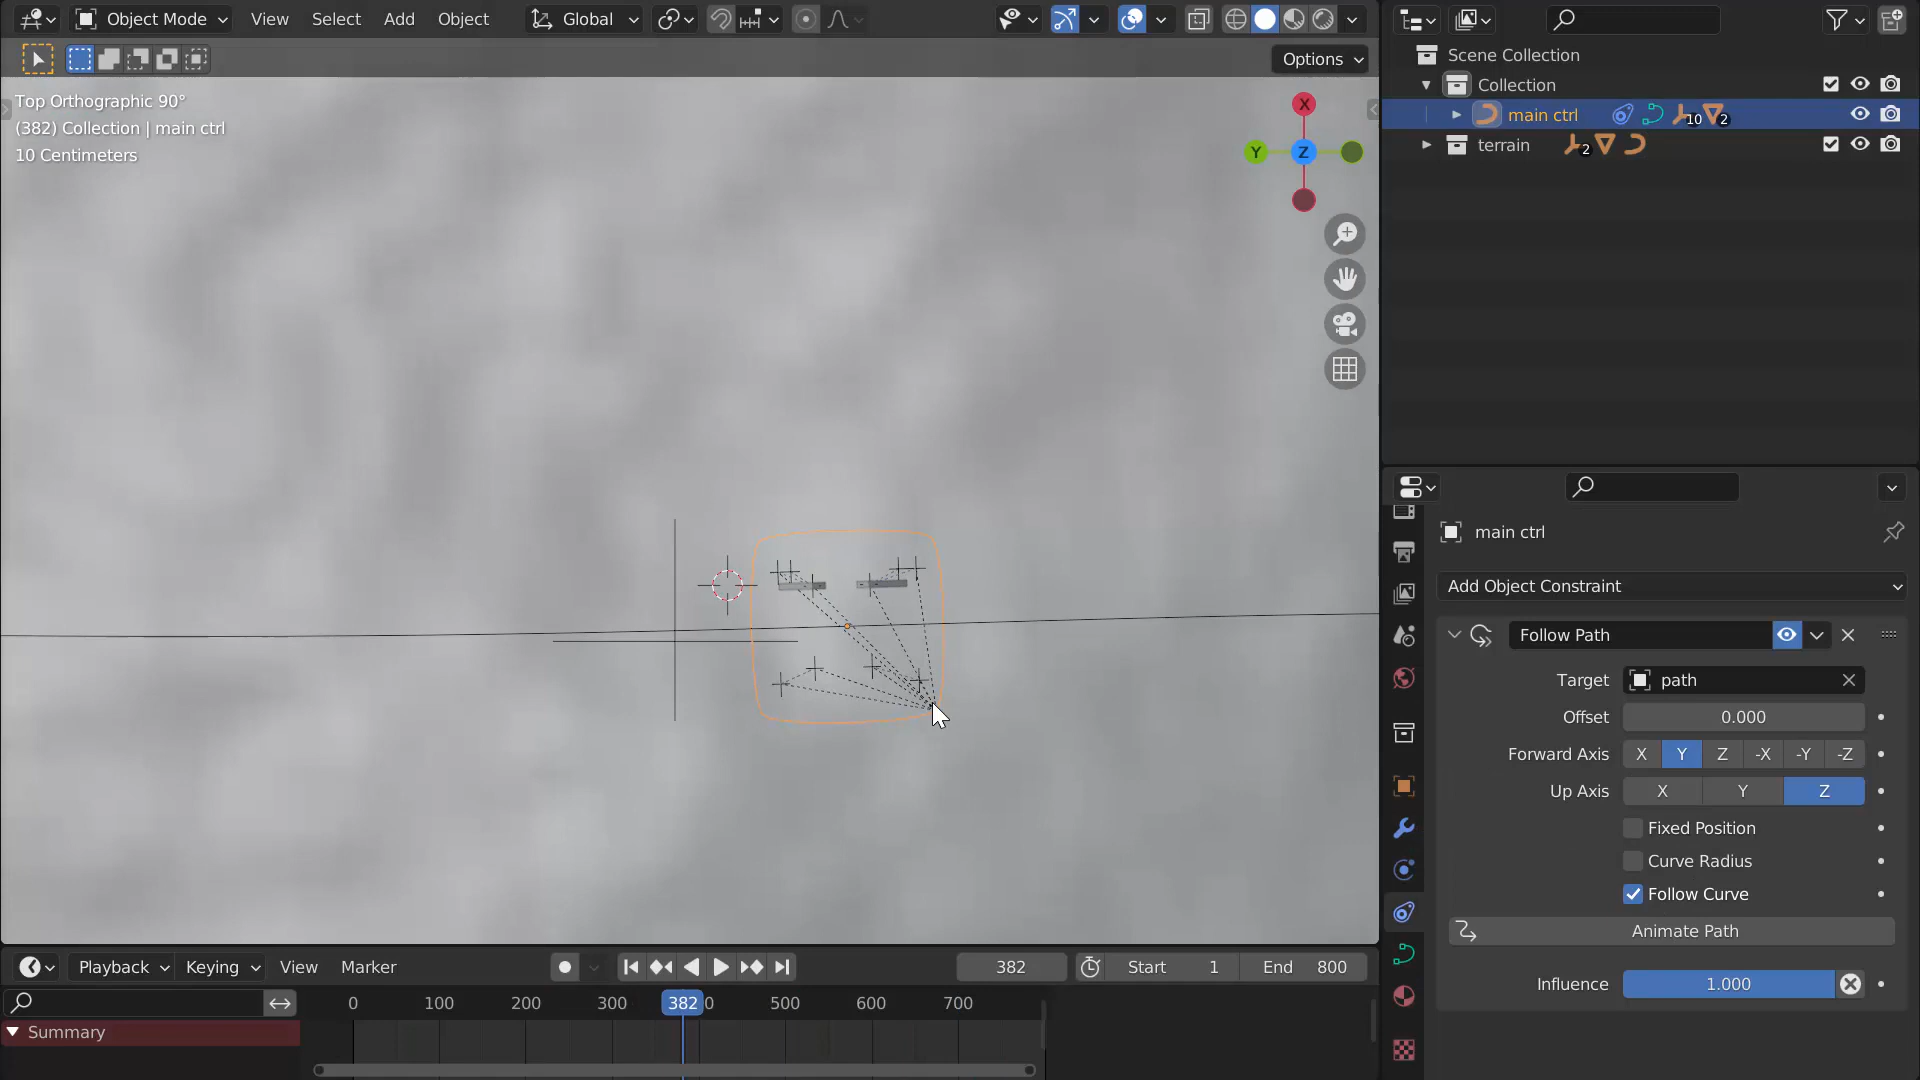 Object Mode View Select Add Object Global
Options
Top Orthographic 90°
(382) Collection | main ctrl
10 Centimeters
X
Y
Z
Scene Collection
Collection
main ctrl 10 2
terrain 2
main ctrl
Add Object Constraint
Follow Path
Target path
Offset 0.000
Forward Axis X Y Z -X -Y -Z
Up Axis X Y Z
Fixed Position
Curve Radius
Follow Curve
Animate Path
Influence 1.000
Playback Keying View Marker 382 Start 1 End 800
0 100 200 300 382 0 500 600 700
Summary